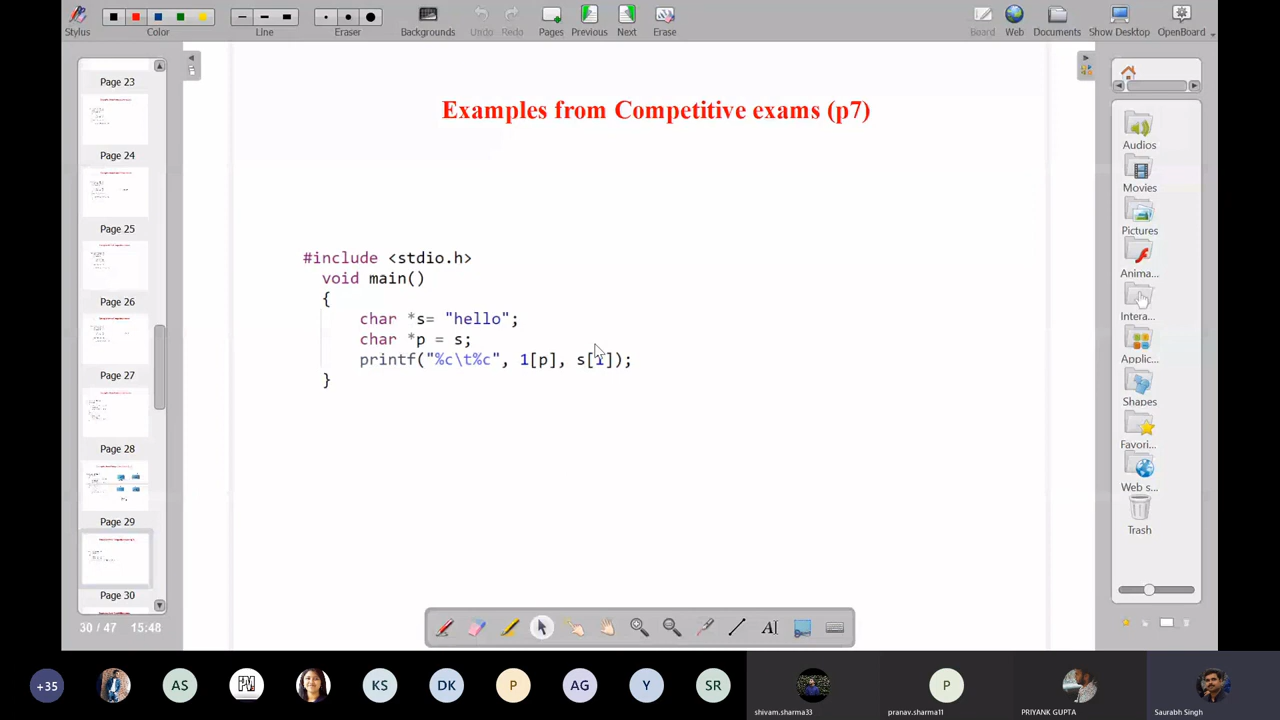 Stylus
Color
Line
Eraser
Backgrounds
Undo
Redo
Pages
Previous
Next
Erase
Board
Web
Documents
Show Desktop
OpenBoard
Page 23
Page 24
Page 25
Page 26
Page 27
Page 28
Page 29
Page 30
30 / 47 15:48
Examples from Competitive exams (p7)
#include <stdio.h>
void main()
{
char *s= "hello";
char *p = s;
printf("%c\t%c", 1[p], s[1]);
}
Audios
Movies
Pictures
Anima...
Intera...
Applic...
Shapes
Favori...
Web s...
Trash
+35
AS
KS
DK
P
AG
Y
SR
shivam.sharma33
P
pranav.sharma11
PRIYANK GUPTA
Saurabh Singh